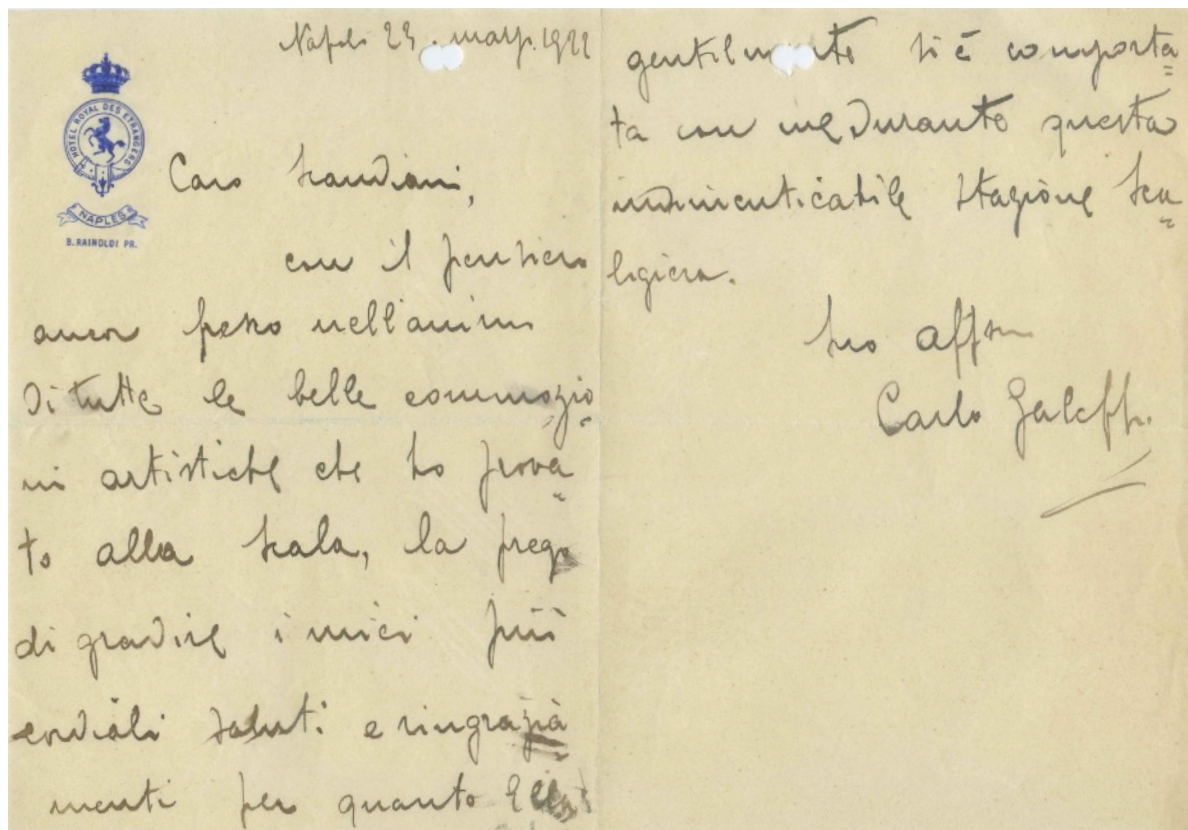 HOTEL ROYAL DES ETRANGERS
NAPLES
B. RAINOLDI PR.
Napoli 23 marz. 1922
Caro Scandiani,
con il pensiero
ancor fisso nell'animo
di tutte le belle commozio=
ni artistiche che ho prova=
to alla Scala, la prego
di gradire i miei più
cordiali saluti e ringrazia=
menti per quanto Ella
gentilmente si è comporta=
ta con me durante questa
indimenticabile stagione sca=
ligera.
Suo affmo
Carlo Galeffi.